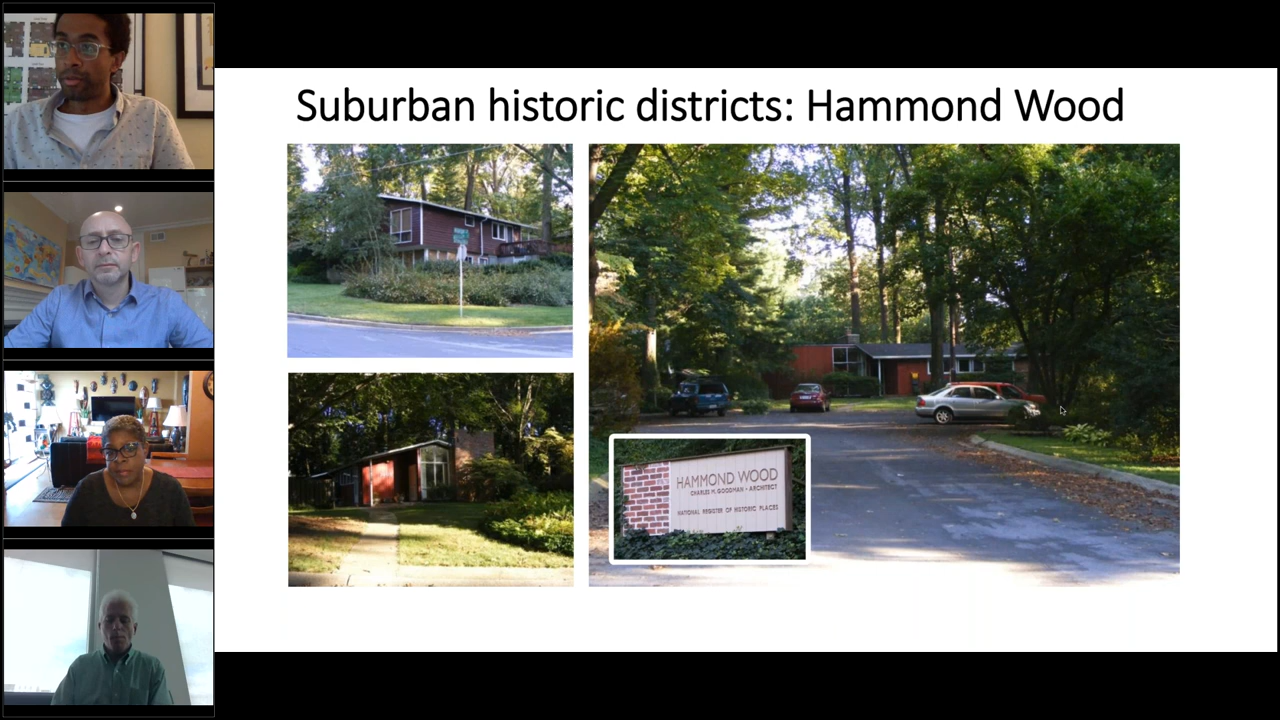 Suburban historic districts: Hammond Wood
HAMMOND WOOD
CHARLES M. GOODMAN - ARCHITECT
NATIONAL REGISTER OF HISTORIC PLACES